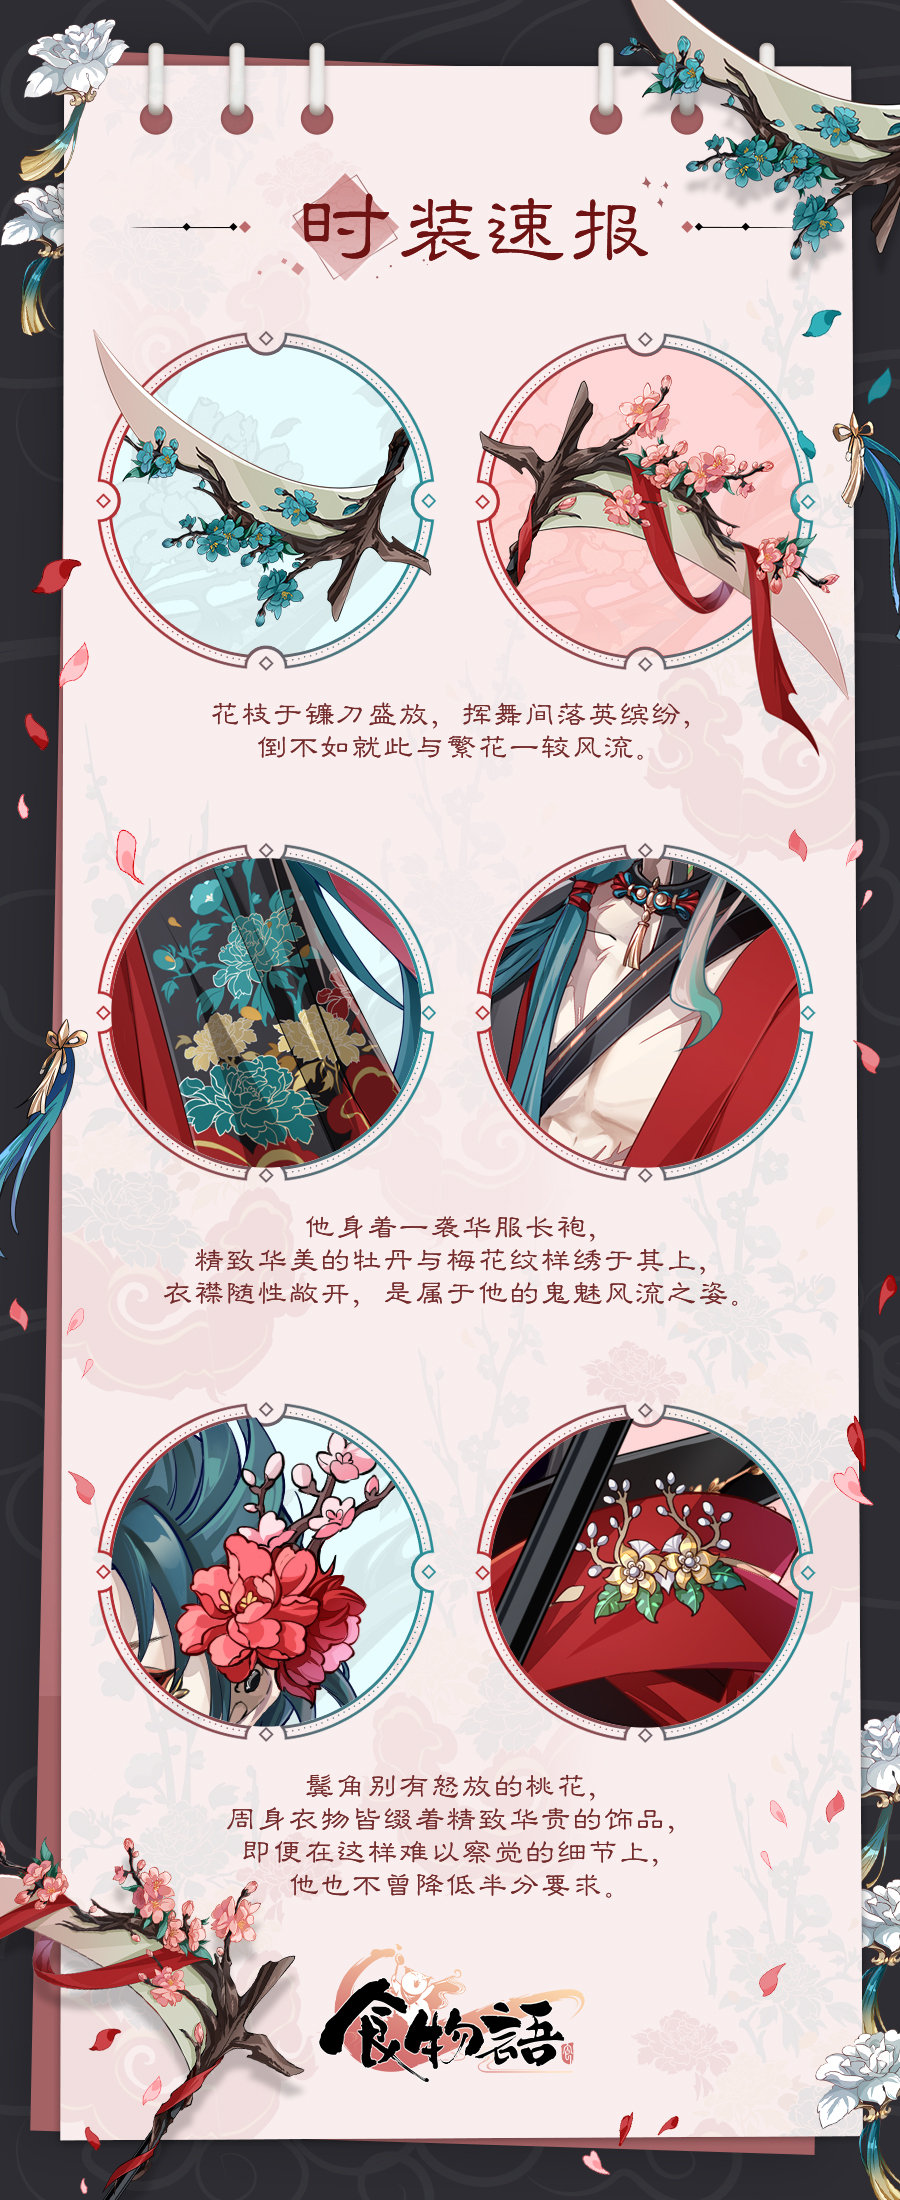 时装速报
花枝于镰刀盛放，挥舞间落英缤纷，
倒不如就此与繁花一较风流。
他身着一袭华服长袍，
精致华美的牡丹与梅花纹样绣于其上，
衣襟随性敞开，是属于他的鬼魅风流之姿。
鬓角别有怒放的桃花，
周身衣物皆缀着精致华贵的饰品，
即便在这样难以察觉的细节上，
他也不曾降低半分要求。
食物語